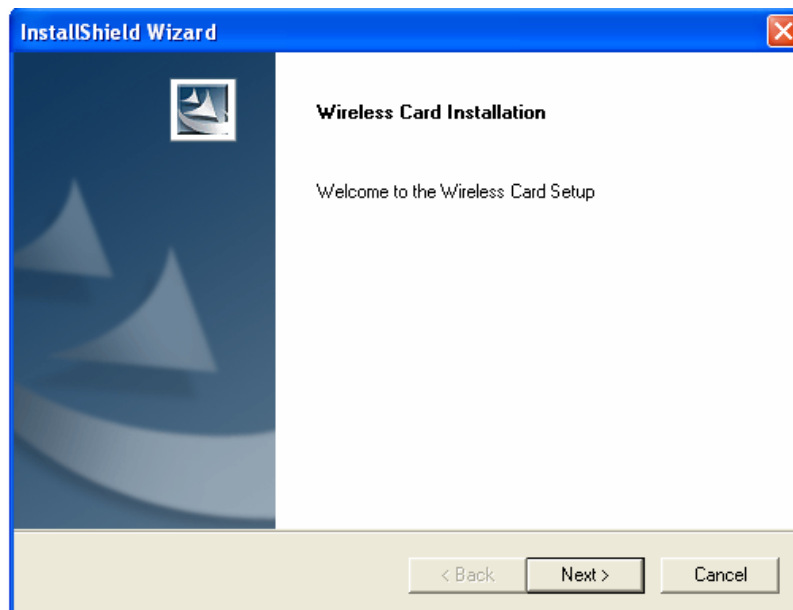 InstallShield Wizard
Wireless Card Installation
Welcome to the Wireless Card Setup
< Back Next > Cancel